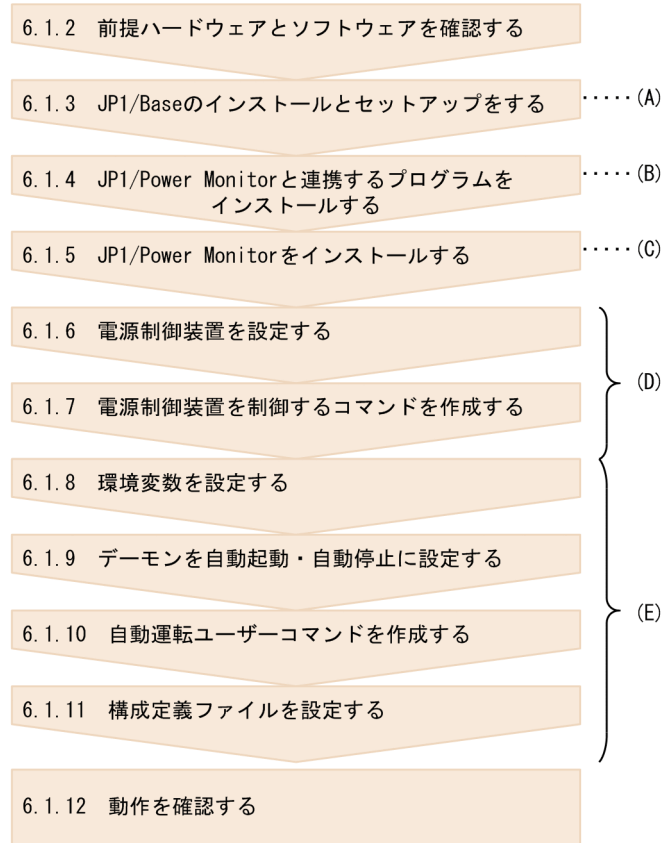 6.1.2 前提ハードウェアとソフトウェアを確認する
6.1.3 JP1/Baseのインストールとセットアップをする ･････(A)
6.1.4 JP1/Power Monitorと連携するプログラムを ･････(B)
インストールする
6.1.5 JP1/Power Monitorをインストールする ･････(C)
6.1.6 電源制御装置を設定する
(D)
6.1.7 電源制御装置を制御するコマンドを作成する
6.1.8 環境変数を設定する
6.1.9 デーモンを自動起動・自動停止に設定する
(E)
6.1.10 自動運転ユーザーコマンドを作成する
6.1.11 構成定義ファイルを設定する
6.1.12 動作を確認する